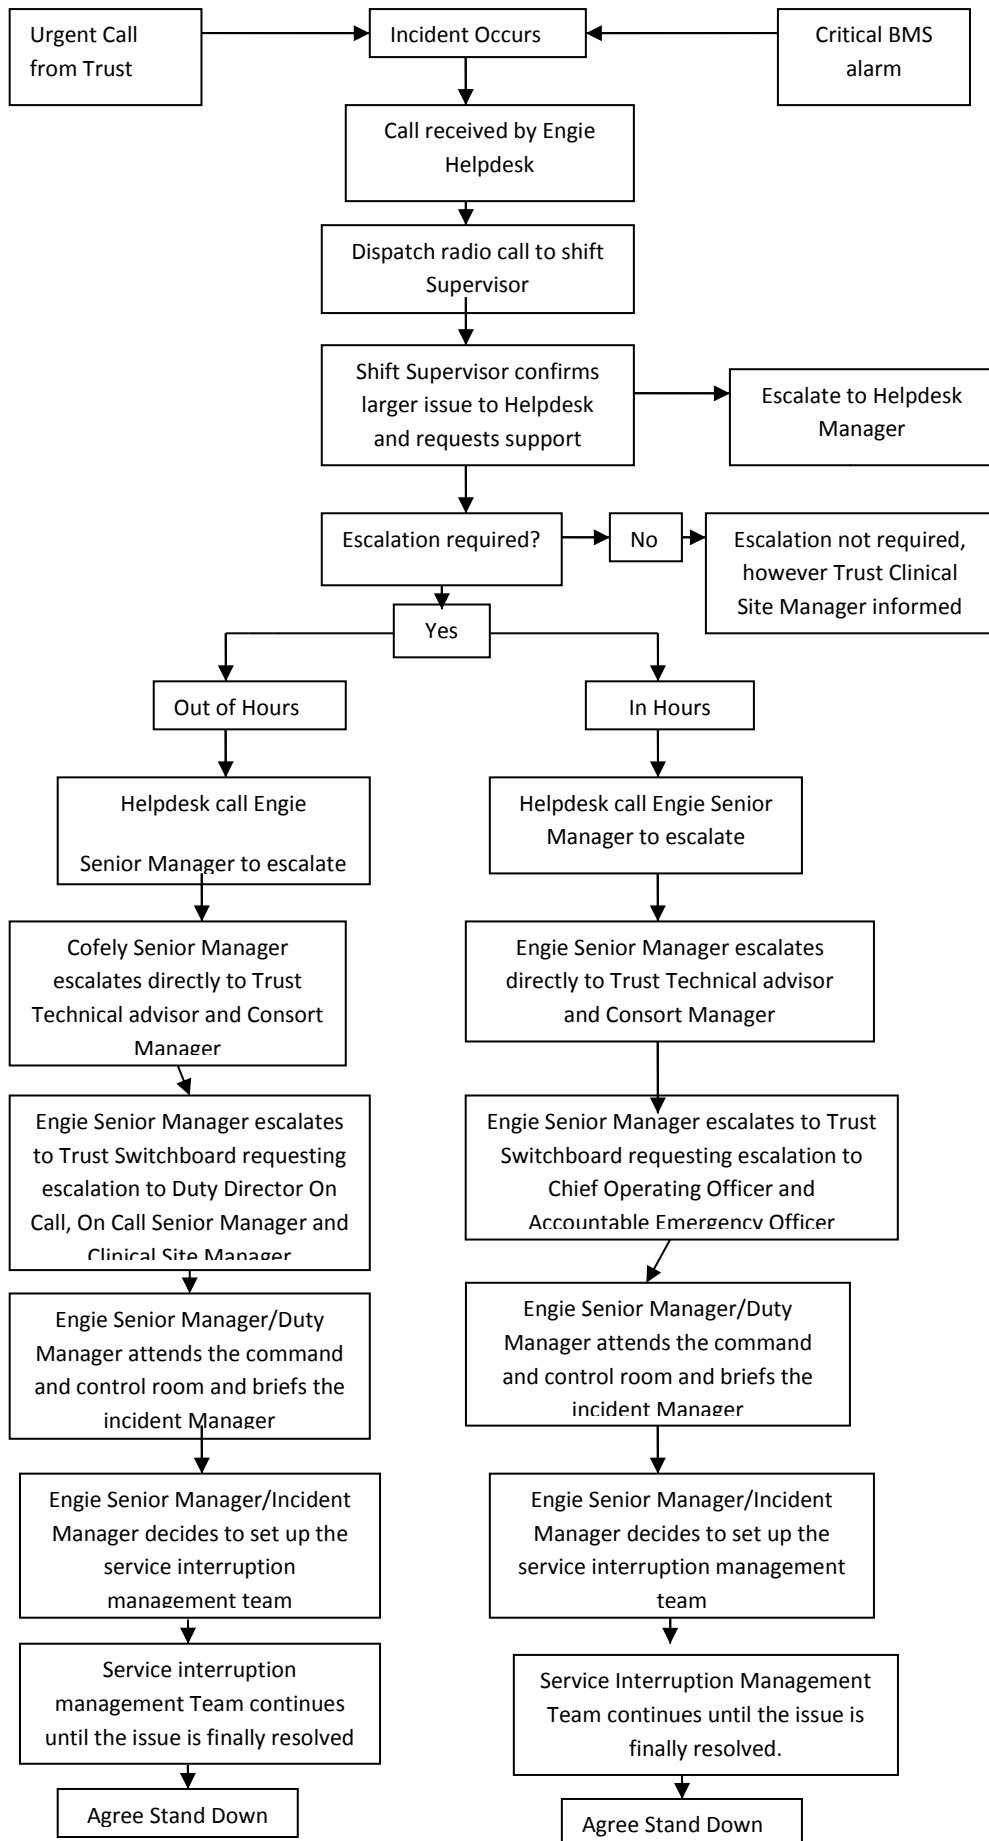 Urgent Call
from Trust
Incident Occurs
Critical BMS
alarm
Call received by Engie
Helpdesk
Dispatch radio call to shift
Supervisor
Shift Supervisor confirms
larger issue to Helpdesk
and requests support
Escalate to Helpdesk
Manager
Escalation required?
No
Escalation not required,
however Trust Clinical
Site Manager informed
Yes
Out of Hours
In Hours
Helpdesk call Engie
Senior Manager to escalate
Helpdesk call Engie Senior
Manager to escalate
Cofely Senior Manager
escalates directly to Trust
Technical advisor and Consort
Manager
Engie Senior Manager escalates
directly to Trust Technical advisor
and Consort Manager
Engie Senior Manager escalates
to Trust Switchboard requesting
escalation to Duty Director On
Call, On Call Senior Manager and
Clinical Site Manager
Engie Senior Manager escalates to Trust
Switchboard requesting escalation to
Chief Operating Officer and
Accountable Emergency Officer
Engie Senior Manager/Duty
Manager attends the command
and control room and briefs the
incident Manager
Engie Senior Manager/Duty
Manager attends the command
and control room and briefs the
incident Manager
Engie Senior Manager/Incident
Manager decides to set up the
service interruption
management team
Engie Senior Manager/Incident
Manager decides to set up the
service interruption management
team
Service interruption
management Team continues
until the issue is finally resolved
Service Interruption Management
Team continues until the issue is
finally resolved.
Agree Stand Down
Agree Stand Down